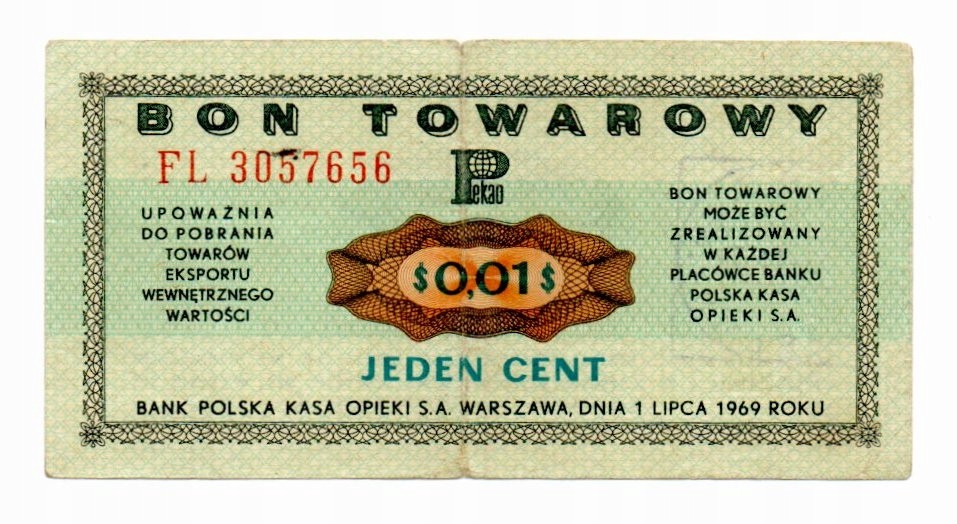 BON TOWAROWY
FL 3057656
Pekao
UPOWAŻNIA
DO POBRANIA
TOWARÓW
EKSPORTU
WEWNĘTRZNEGO
WARTOŚCI
$0,01$
BON TOWAROWY
MOŻE BYĆ
ZREALIZOWANY
W KAŻDEJ
PLACÓWCE BANKU
POLSKA KASA
OPIEKI S.A.
JEDEN CENT
BANK POLSKA KASA OPIEKI S.A. WARSZAWA, DNIA 1 LIPCA 1969 ROKU